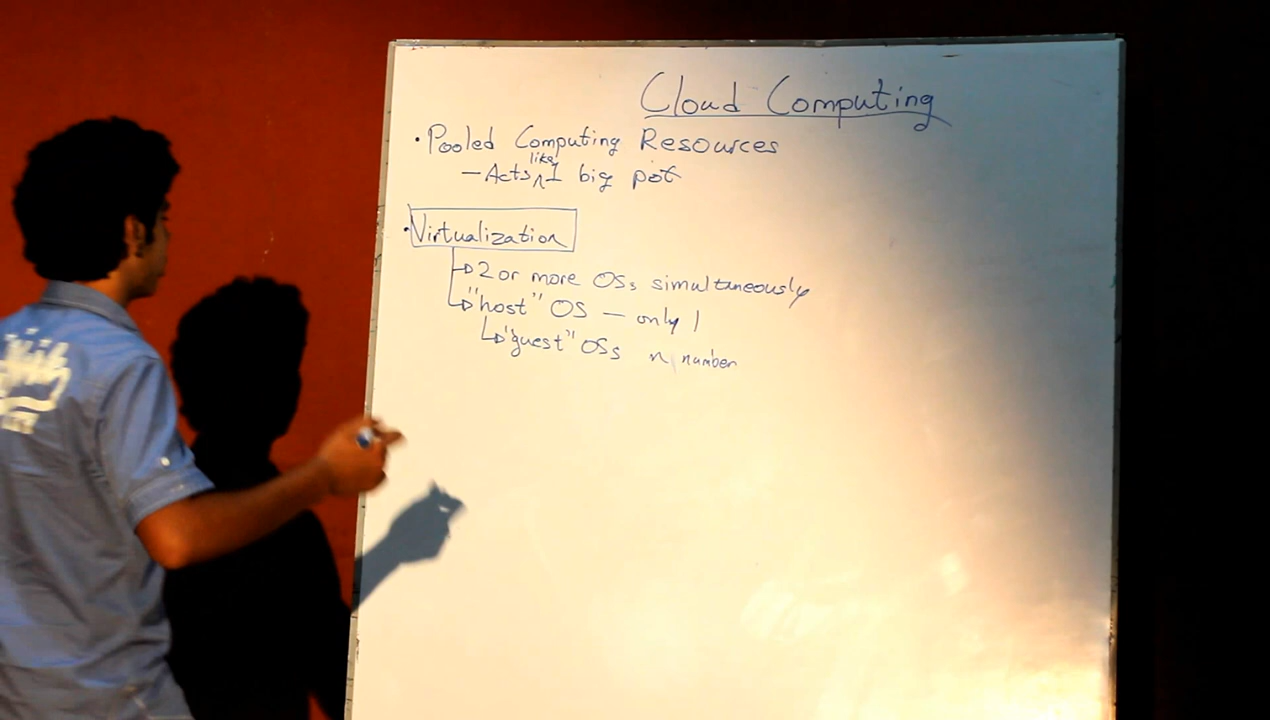 Cloud Computing
• Pooled Computing Resources
– Acts like 1 big pot
• Virtualization
2 or more OSs simultaneously
"host" OS – only 1
"guest" OSs n number